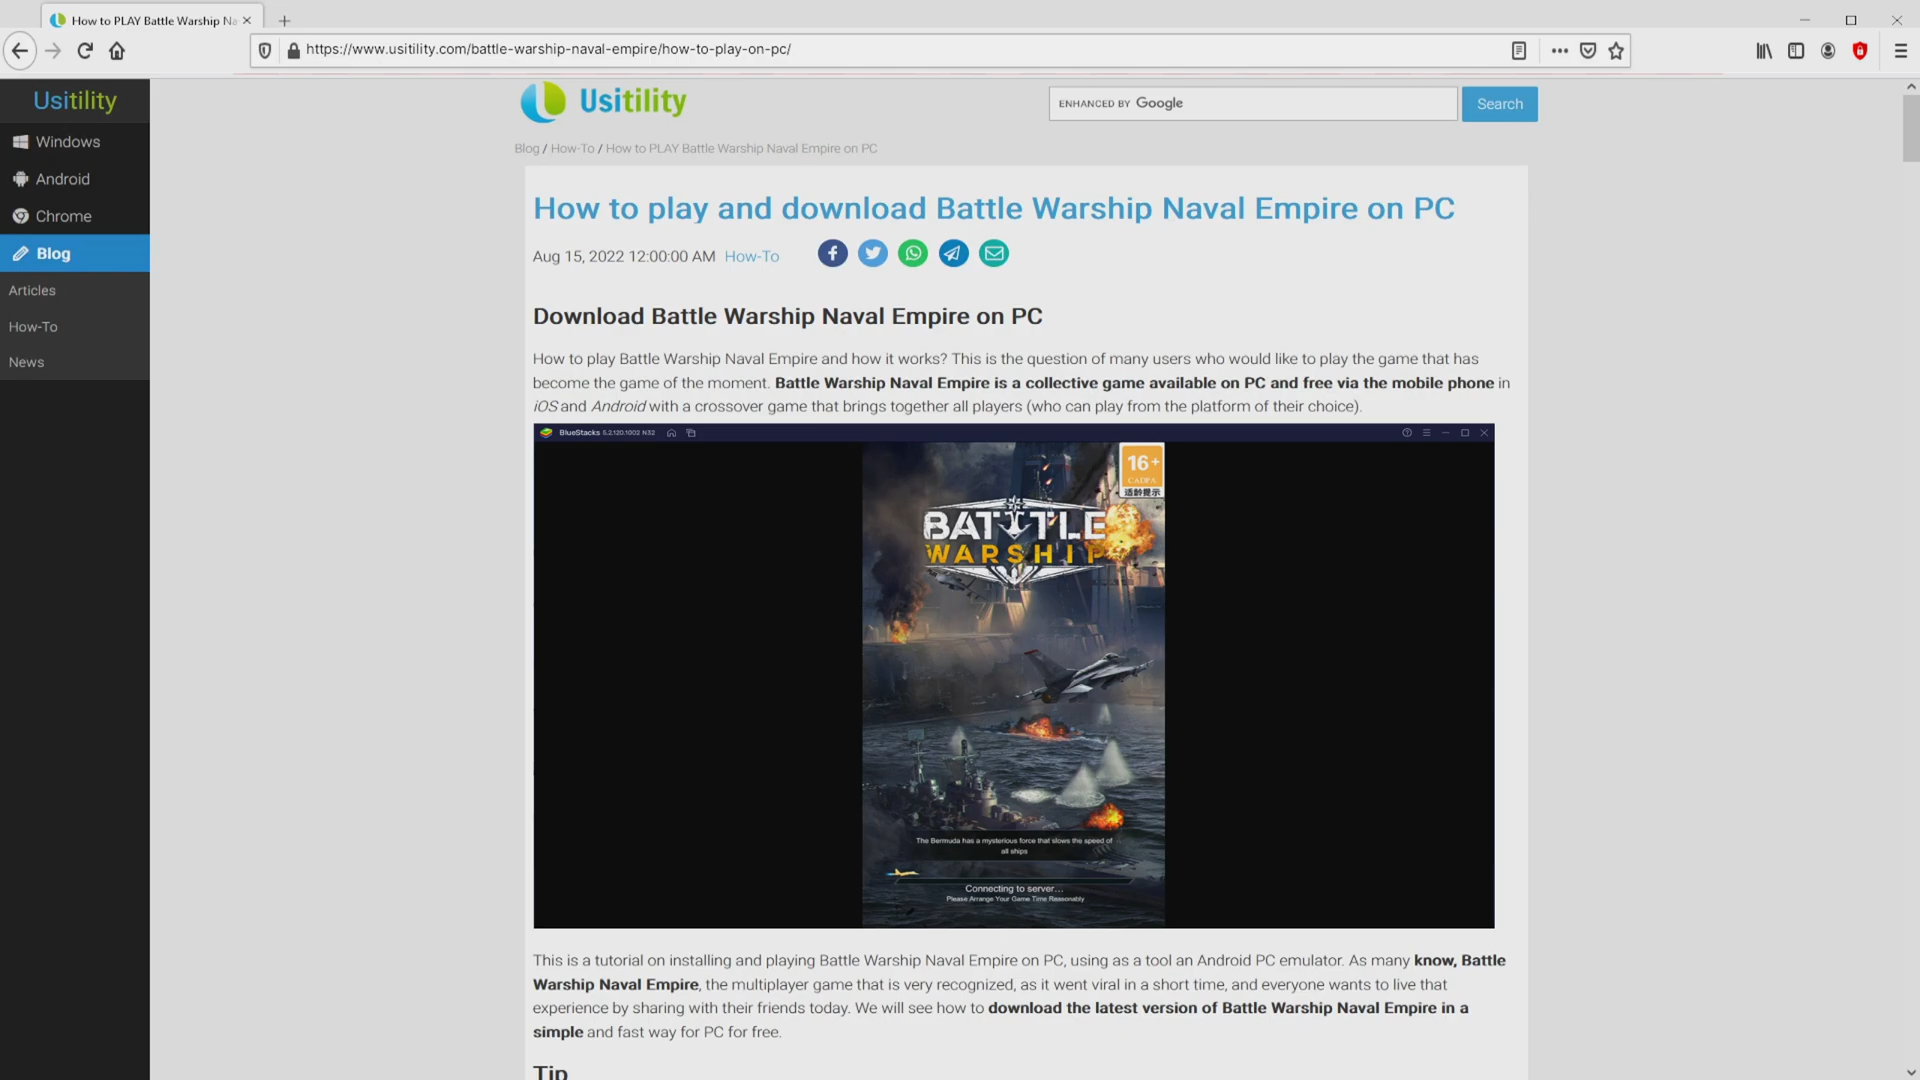 How to PLAY Battle Warship Na
https://www.usitility.com/battle-warship-naval-empire/how-to-play-on-pc/
Usitility
Windows
Android
Chrome
Blog
Articles
How-To
News
Usitility
ENHANCED BY Google
Search
Blog / How-To / How to PLAY Battle Warship Naval Empire on PC
How to play and download Battle Warship Naval Empire on PC
Aug 15, 2022 12:00:00 AM How-To
Download Battle Warship Naval Empire on PC
How to play Battle Warship Naval Empire and how it works? This is the question of many users who would like to play the game that has
become the game of the moment. Battle Warship Naval Empire is a collective game available on PC and free via the mobile phone in
iOS and Android with a crossover game that brings together all players (who can play from the platform of their choice).
BlueStacks 5.2.120.1002 N32
16+
CADPA
适龄提示
BATTLE
WARSHIP
The Bermuda has a mysterious force that slows the speed of
all ships
Connecting to server...
Please Arrange Your Game Time Reasonably
This is a tutorial on installing and playing Battle Warship Naval Empire on PC, using as a tool an Android PC emulator. As many know, Battle
Warship Naval Empire, the multiplayer game that is very recognized, as it went viral in a short time, and everyone wants to live that
experience by sharing with their friends today. We will see how to download the latest version of Battle Warship Naval Empire in a
simple and fast way for PC for free.
Tip